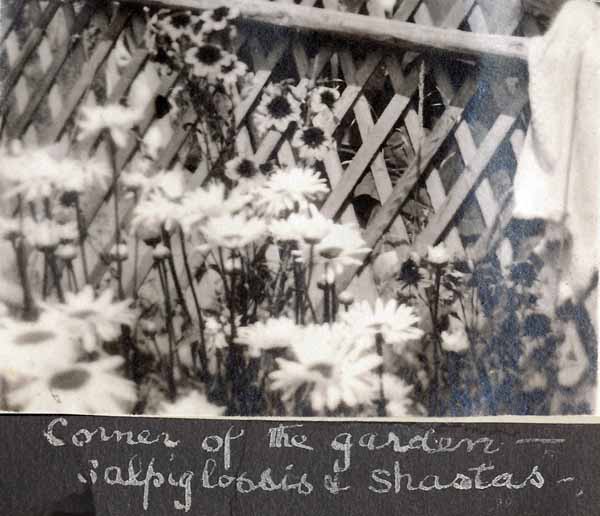 Corner of the garden —
Salpiglossis & Shastas -